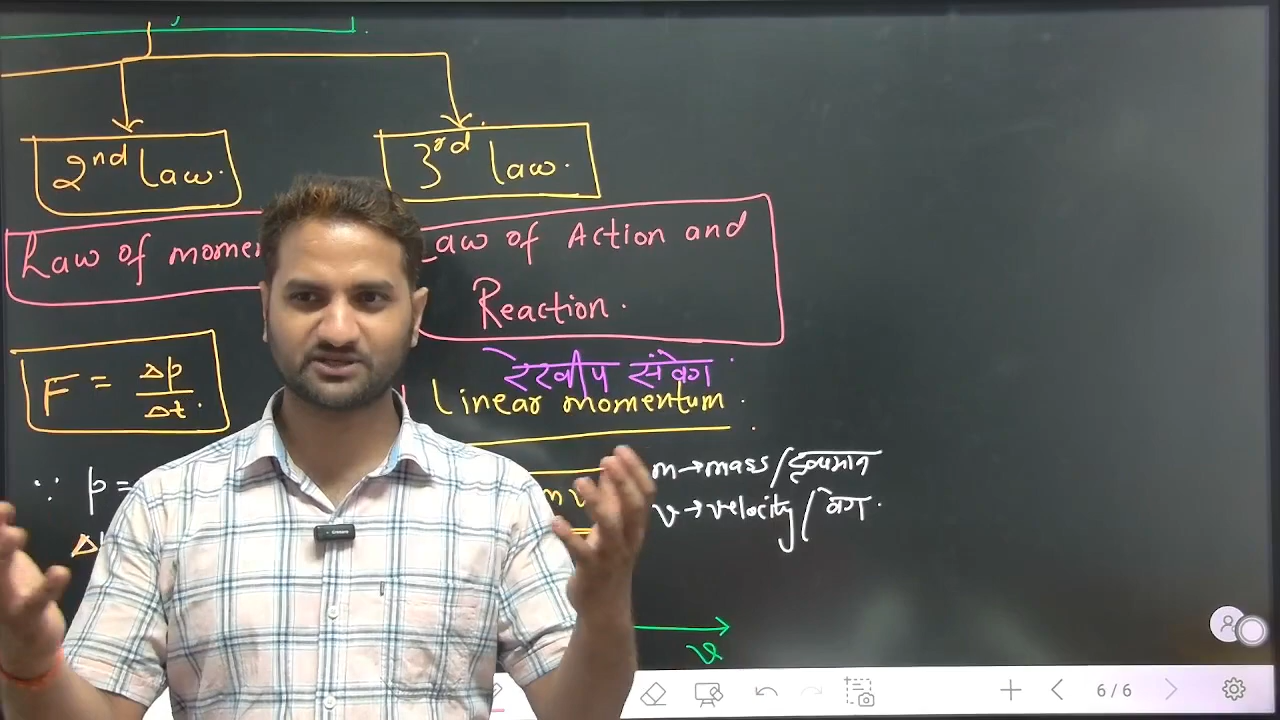 2nd Law.
3rd Law.
Law of
Law of Action and
Reaction.
F = Δp
Δt.
रेखीय संवेग
Linear momentum.
∵ p =
mv
m→mass/द्रव्यमान
v→velocity/वेग.
v
6/6